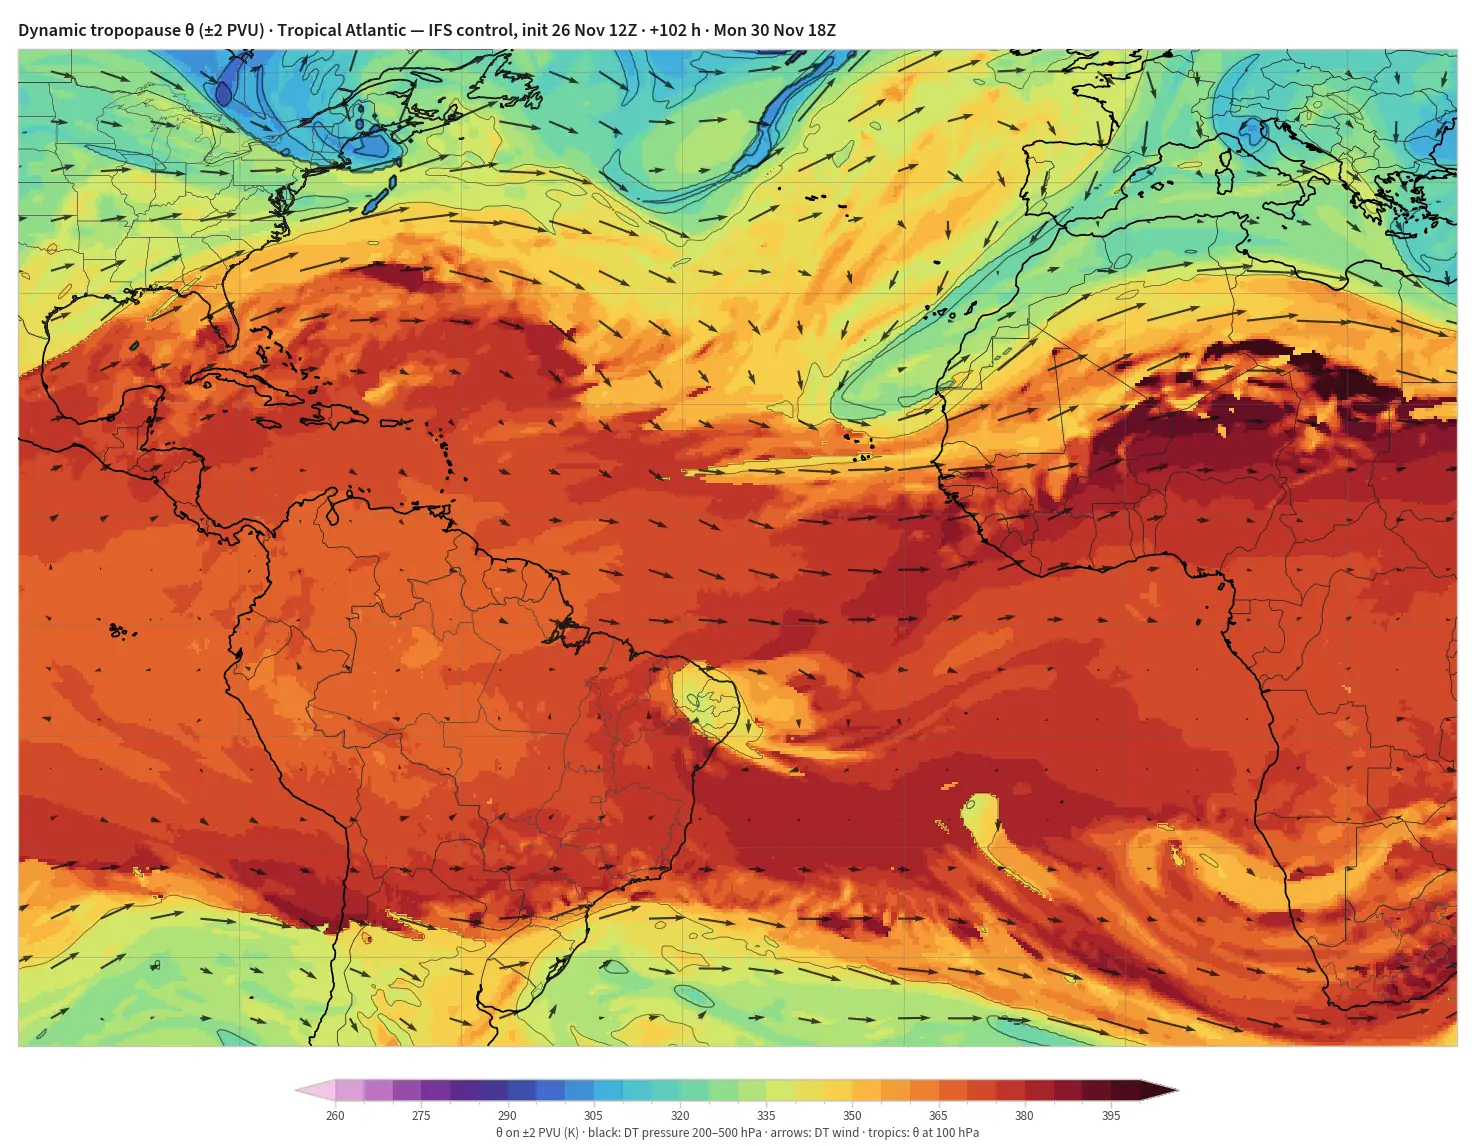 Dynamic tropopause θ (±2 PVU) · Tropical Atlantic — IFS control, init 26 Nov 12Z · +102 h · Mon 30 Nov 18Z
260 275 290 305 320 335 350 365 380 395
θ on ±2 PVU (K) · black: DT pressure 200–500 hPa · arrows: DT wind · tropics: θ at 100 hPa